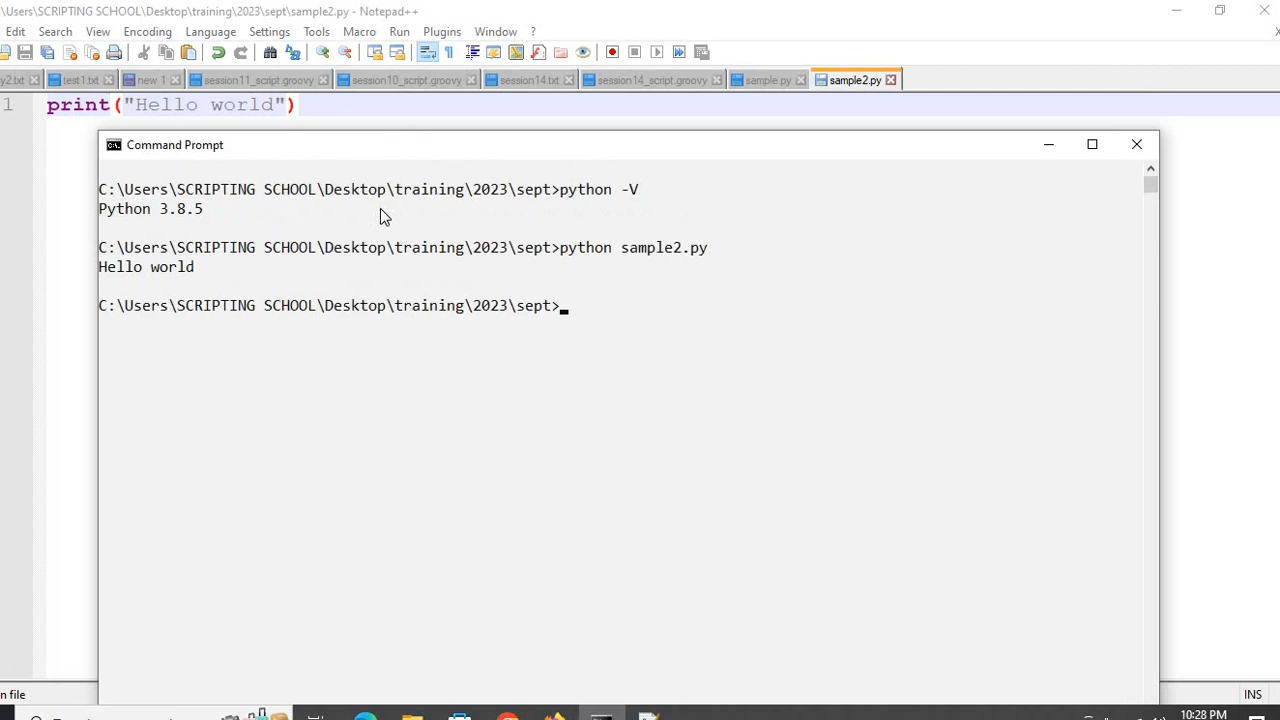 \Users\SCRIPTING SCHOOL\Desktop\training\2023\sept\sample2.py - Notepad++
Edit Search View Encoding Language Settings Tools Macro Run Plugins Window ?
y2.txt test1.txt new 1 session11_script.groovy session10_script.groovy session14.txt session14_script.groovy sample.py sample2.py
1 print("Hello world")
Command Prompt
C:\Users\SCRIPTING SCHOOL\Desktop\training\2023\sept>python -V
Python 3.8.5
C:\Users\SCRIPTING SCHOOL\Desktop\training\2023\sept>python sample2.py
Hello world
C:\Users\SCRIPTING SCHOOL\Desktop\training\2023\sept>
n file INS
10:28 PM